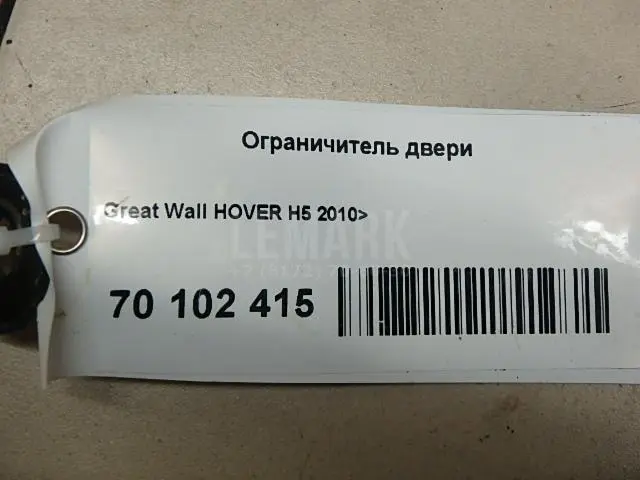 Ограничитель двери
Great Wall HOVER H5 2010>
LEMARK
70 102 415